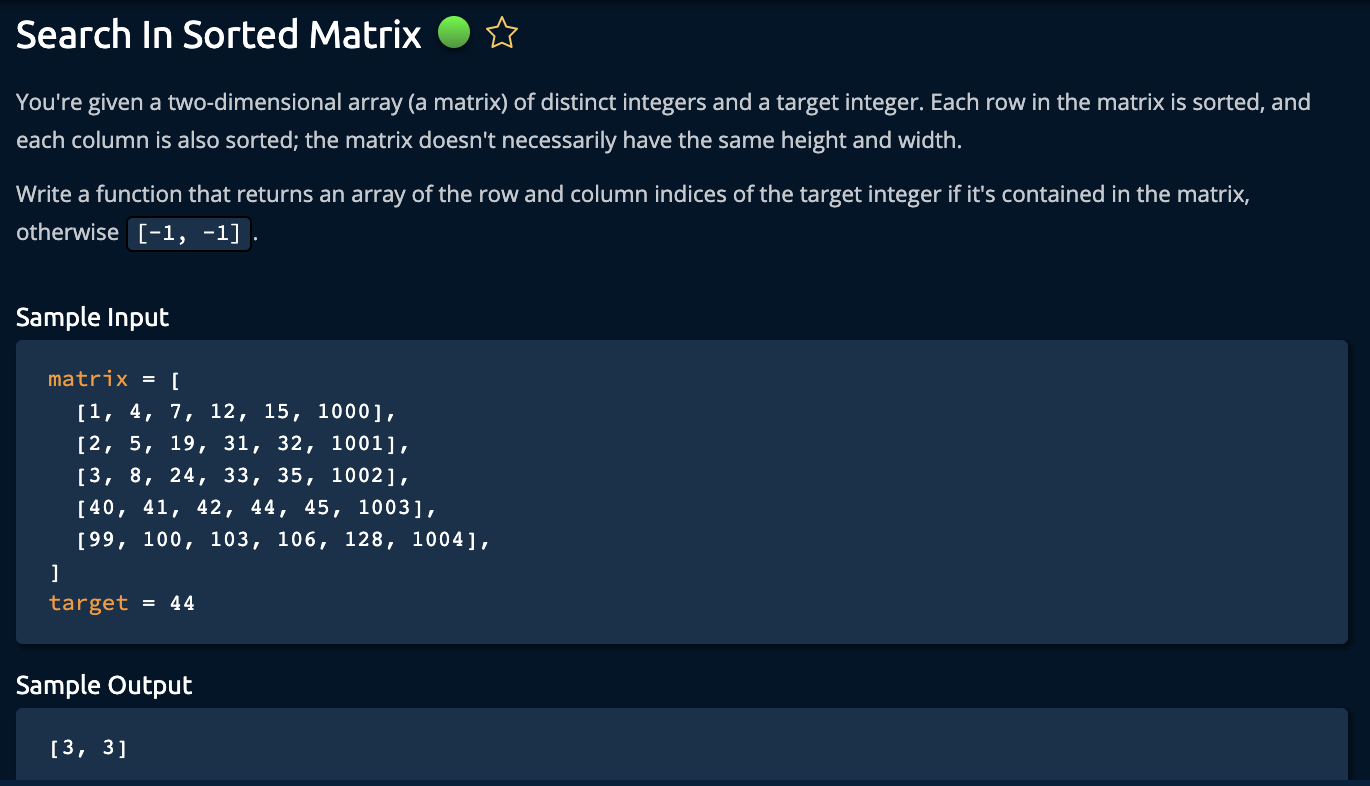 Search In Sorted Matrix
You're given a two-dimensional array (a matrix) of distinct integers and a target integer. Each row in the matrix is sorted, and
each column is also sorted; the matrix doesn't necessarily have the same height and width.
Write a function that returns an array of the row and column indices of the target integer if it's contained in the matrix,
otherwise [-1, -1] .
Sample Input
matrix = [
  [1, 4, 7, 12, 15, 1000],
  [2, 5, 19, 31, 32, 1001],
  [3, 8, 24, 33, 35, 1002],
  [40, 41, 42, 44, 45, 1003],
  [99, 100, 103, 106, 128, 1004],
]
target = 44
Sample Output
[3, 3]